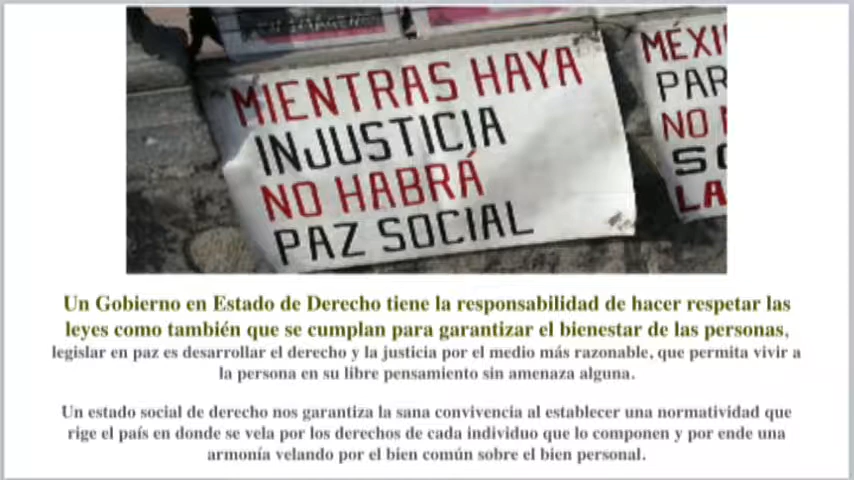 MIENTRAS HAYA
INJUSTICIA
NO HABRÁ
PAZ SOCIAL
MÉXI
PAR
NO
SO
LA
Un Gobierno en Estado de Derecho tiene la responsabilidad de hacer respetar las
leyes como también que se cumplan para garantizar el bienestar de las personas,
legislar en paz es desarrollar el derecho y la justicia por el medio más razonable, que permita vivir a
la persona en su libre pensamiento sin amenaza alguna.
Un estado social de derecho nos garantiza la sana convivencia al establecer una normatividad que
rige el país en donde se vela por los derechos de cada individuo que lo componen y por ende una
armonía velando por el bien común sobre el bien personal.